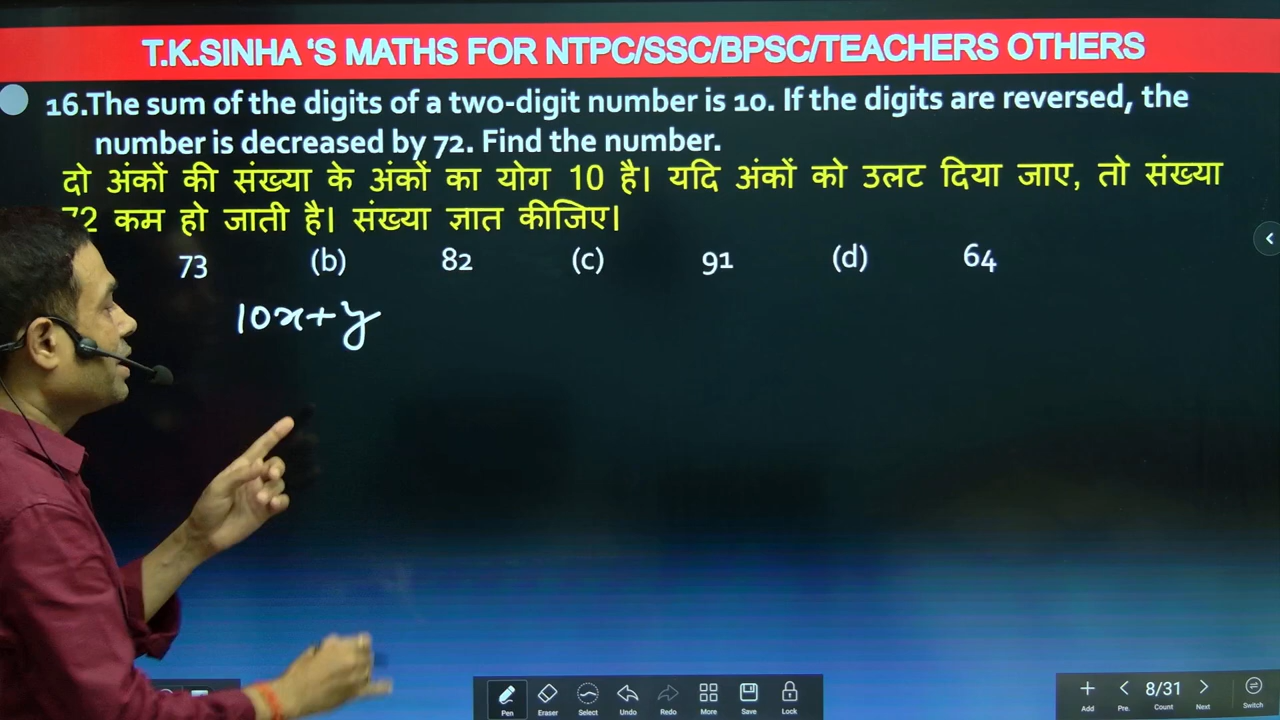 T.K.SINHA ‘S MATHS FOR NTPC/SSC/BPSC/TEACHERS OTHERS
16.The sum of the digits of a two-digit number is 10. If the digits are reversed, the
number is decreased by 72. Find the number.
दो अंकों की संख्या के अंकों का योग 10 है। यदि अंकों को उलट दिया जाए, तो संख्या
72 कम हो जाती है। संख्या ज्ञात कीजिए।
73 (b) 82 (c) 91 (d) 64
10x+y
Pen Eraser Select Undo Redo More Save Lock
8/31
Add Pre. Count Next Switch